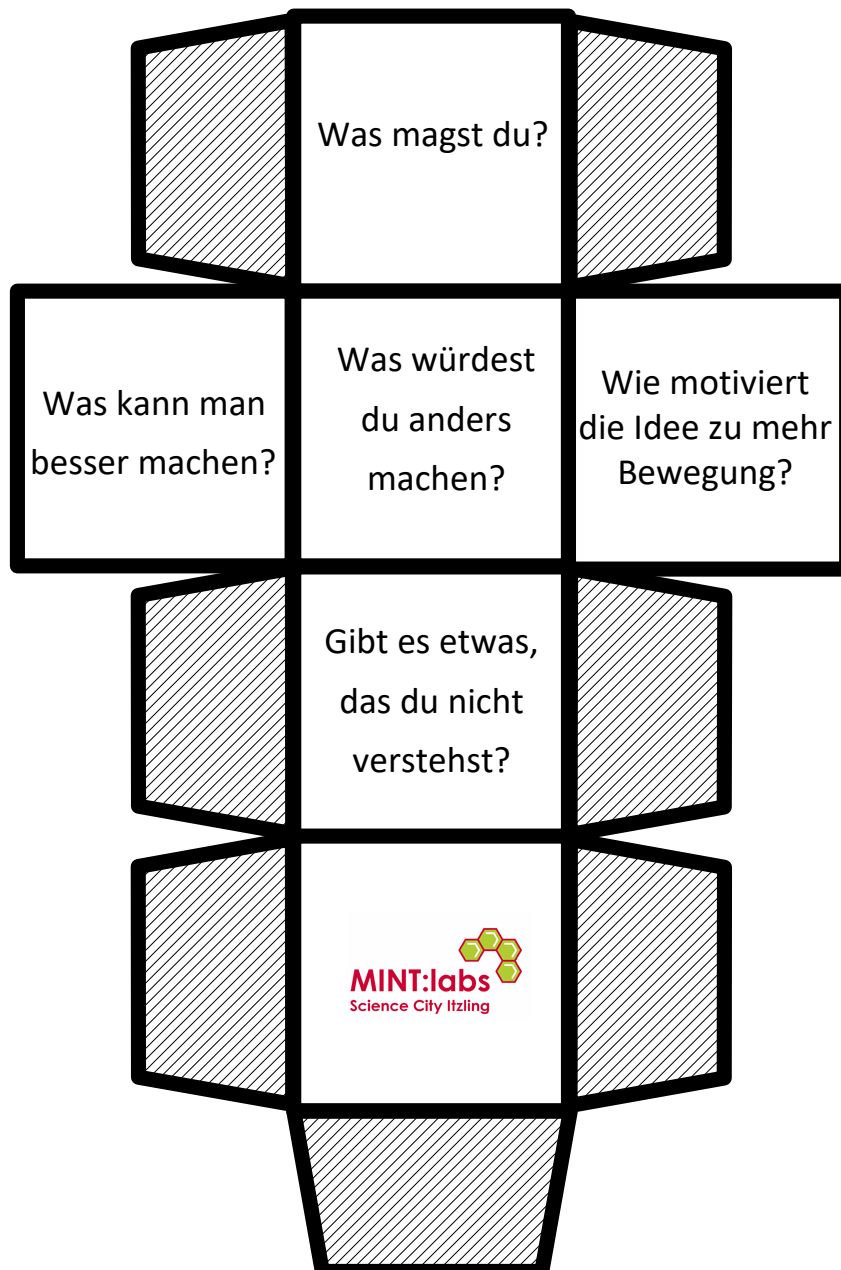 Was magst du?
Was kann man
besser machen?
Was würdest
du anders
machen?
Wie motiviert
die Idee zu mehr
Bewegung?
Gibt es etwas,
das du nicht
verstehst?
MINT:labs
Science City Itzling